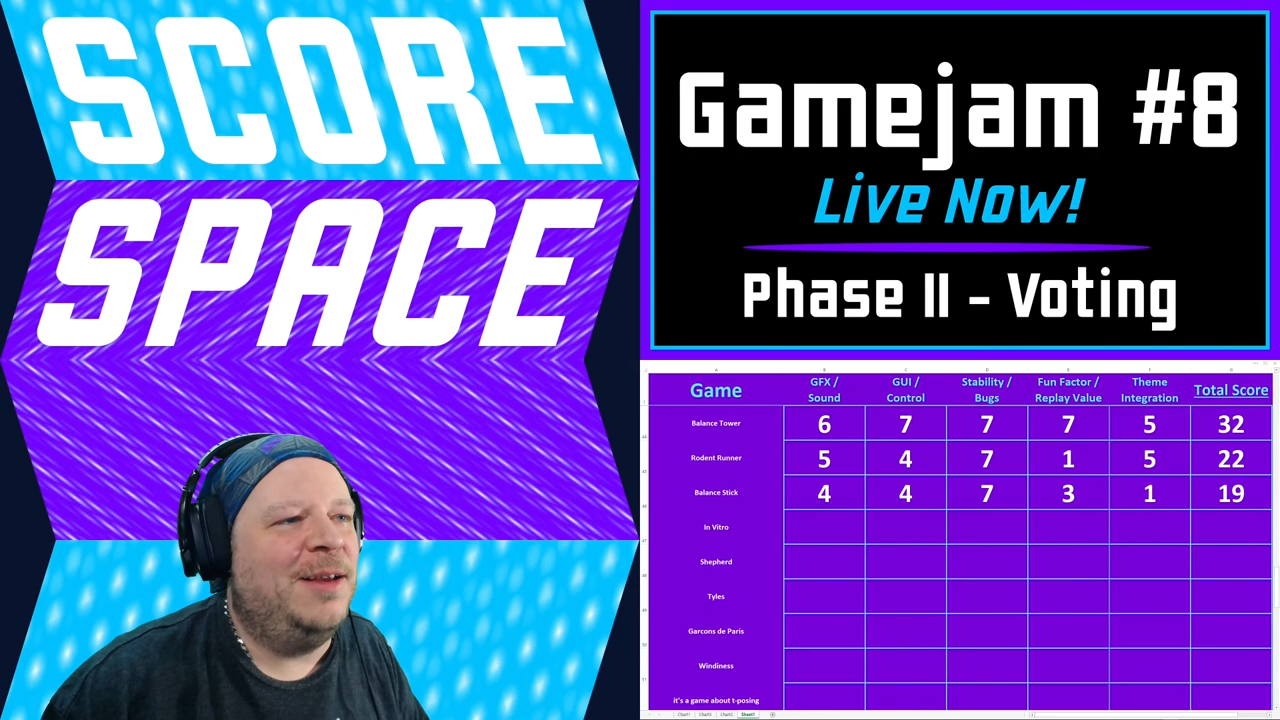 SCORE
SPACE
Gamejam #8
Live Now!
Phase II - Voting
A B C D E F G
Game GFX / Sound GUI / Control Stability / Bugs Fun Factor / Replay Value Theme Integration Total Score
Balance Tower 6 7 7 7 5 32
Rodent Runner 5 4 7 1 5 22
Balance Stick 4 4 7 3 1 19
In Vitro
Shepherd
Tyles
Garcons de Paris
Windiness
it's a game about t-posing